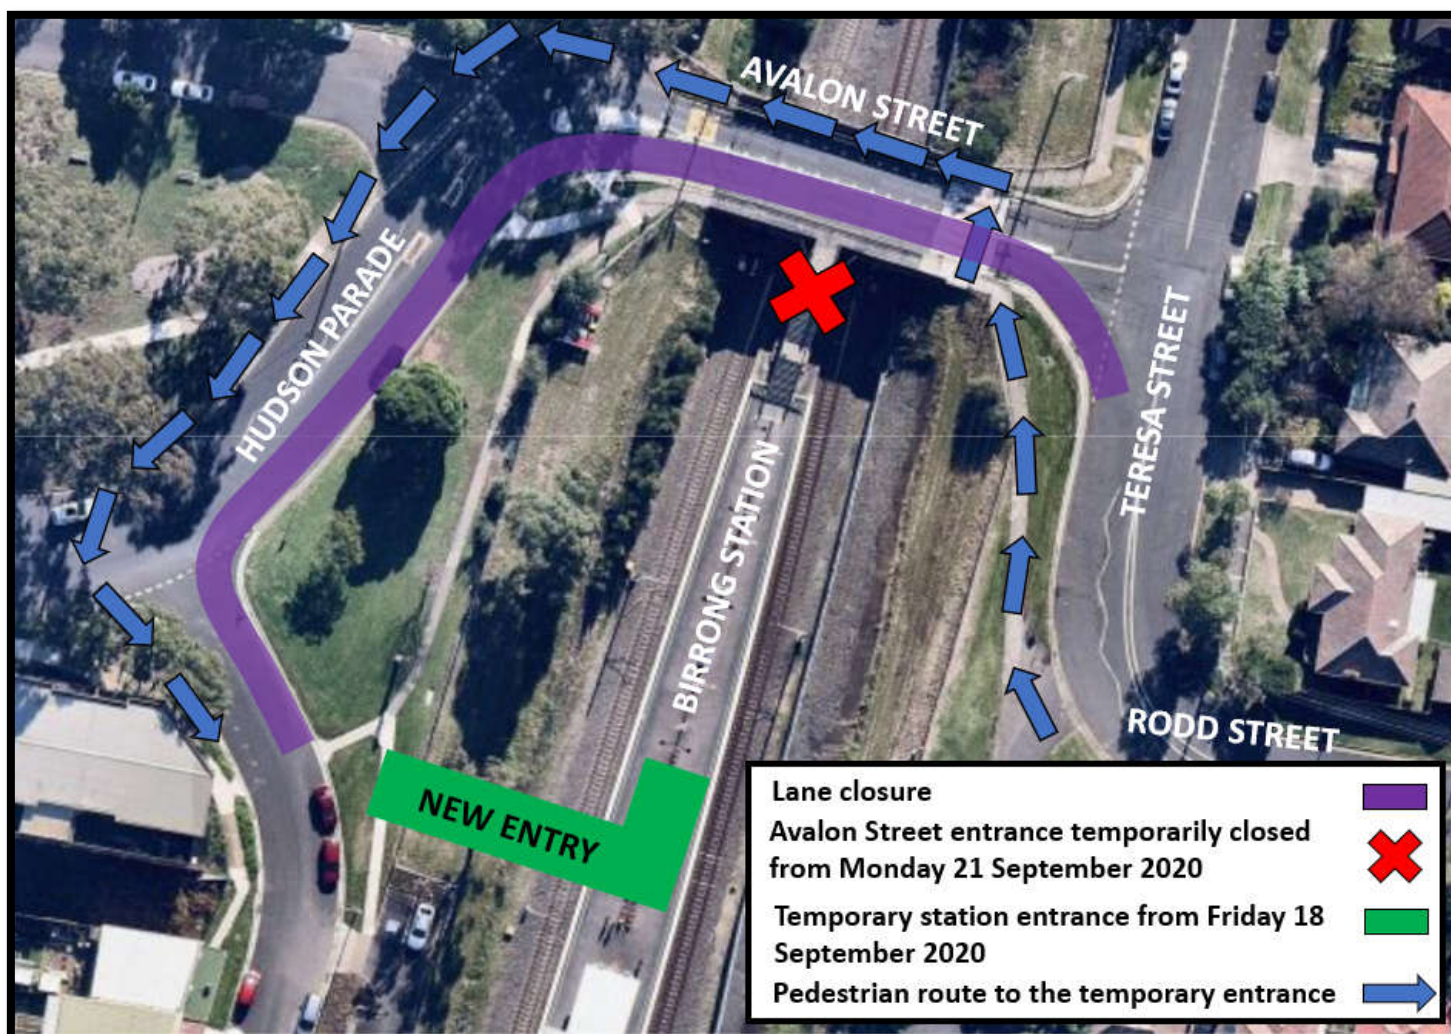 AVALON STREET
HUDSON PARADE
TERESA STREET
BIRRONG STATION
RODD STREET
NEW ENTRY
Lane closure
Avalon Street entrance temporarily closed
from Monday 21 September 2020
Temporary station entrance from Friday 18
September 2020
Pedestrian route to the temporary entrance